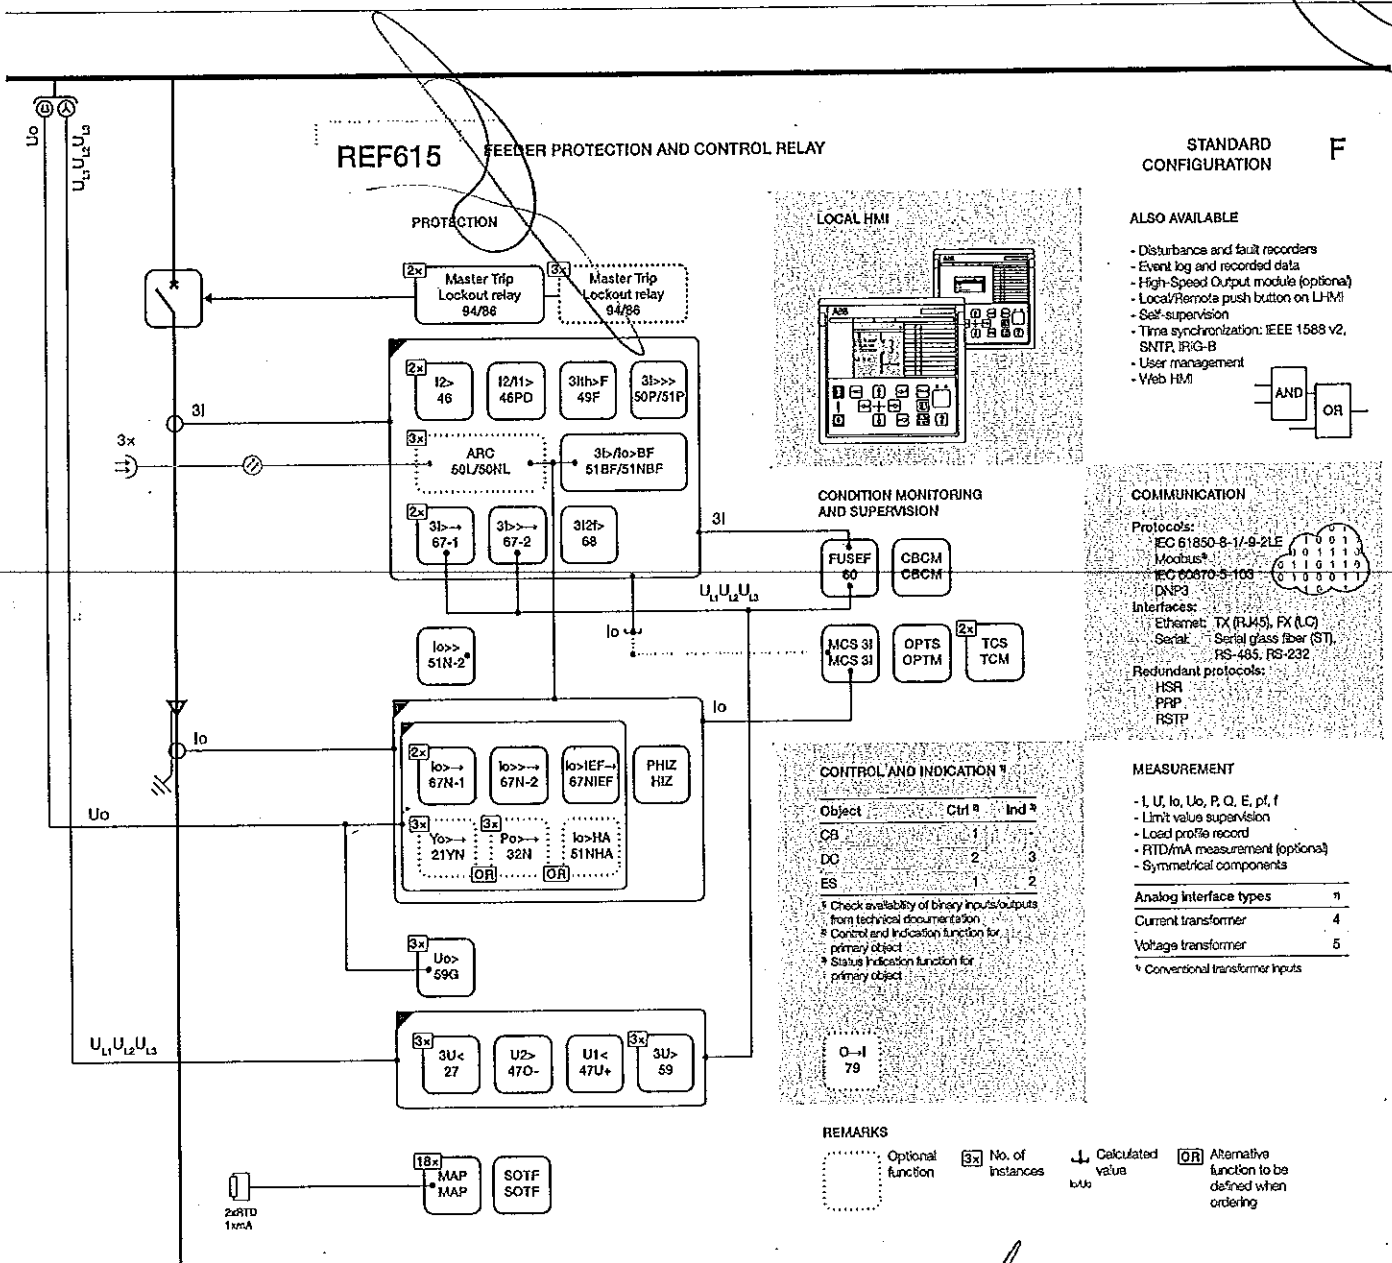 Uo
U L1 U L2 U L3
REF615
FEEDER PROTECTION AND CONTROL RELAY
STANDARD
CONFIGURATION
F
PROTECTION
2x
Master Trip
Lockout relay
94/86
3x
Master Trip
Lockout relay
94/86
2x
I2>
46
I2/I1>
46PD
3Ith>F
49F
3I>>>
50P/51P
3I
3x
3x
ARC
50L/50NL
3I>/Io>BF
51BF/51NBF
2x
3I>→
67-1
3I>>→
67-2
3I2f>
68
3I
U L1 U L2 U L3
Io
Io>>
51N-2
Io
Io
2x
Io>→
67N-1
Io>>→
67N-2
Io>IEF→
67NIEF
PHIZ
HIZ
Uo
3x
Yo>→
21YN
OR
3x
Po>→
32N
OR
Io>HA
51NHA
3x
Uo>
59G
U L1 U L2 U L3
3x
3U<
27
U2>
47O-
U1<
47U+
3x
3U>
59
18x
MAP
MAP
SOTF
SOTF
2xRTD
1xmA
LOCAL HMI
CONDITION MONITORING
AND SUPERVISION
FUSEF
60
CBCM
CBCM
MCS 3I
MCS 3I
OPTS
OPTM
2x
TCS
TCM
CONTROL AND INDICATION 1)
Object Ctrl 2) Ind 3)
CB 1 -
DC 2 3
ES 1 2
1) Check availability of binary inputs/outputs
from technical documentation
2) Control and indication function for
primary object
3) Status indication function for
primary object
O→I
79
REMARKS
Optional
function
3x
No. of
instances
Io/Uo
Calculated
value
OR
Alternative
function to be
defined when
ordering
ALSO AVAILABLE
- Disturbance and fault recorders
- Event log and recorded data
- High-Speed Output module (optional)
- Local/Remote push button on LHMI
- Self-supervision
- Time synchronization: IEEE 1588 v2,
SNTP, IRIG-B
- User management
- Web HMI
AND
OR
COMMUNICATION
Protocols:
IEC 61850-8-1/-9-2LE
Modbus®
IEC 60870-5-103
DNP3
Interfaces:
Ethernet: TX (RJ45), FX (LC)
Serial: Serial glass fiber (ST),
RS-485, RS-232
Redundant protocols:
HSR
PRP
RSTP
MEASUREMENT
- I, U, Io, Uo, P, Q, E, pf, f
- Limit value supervision
- Load profile record
- RTD/mA measurement (optional)
- Symmetrical components
Analog interface types 1)
Current transformer 4
Voltage transformer 5
1) Conventional transformer inputs